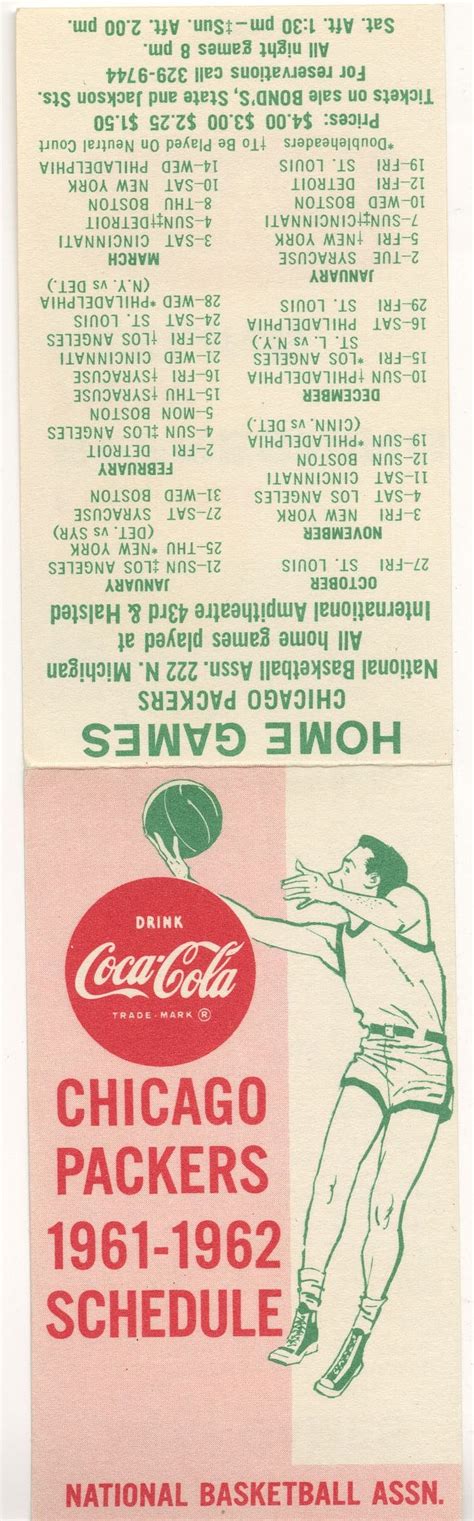 HOME GAMES
CHICAGO PACKERS
National Basketball Assn. 222 N. Michigan
All home games played at
International Ampitheatre 43rd & Halsted
OCTOBER
27-FRI ST. LOUIS
NOVEMBER
3-FRI NEW YORK
4-SAT LOS ANGELES
11-SAT CINCINNATI
12-SUN BOSTON
19-SUN *PHILADELPHIA
(CINN. vs DET.)
DECEMBER
10-SUN †PHILADELPHIA
15-FRI *LOS ANGELES
(ST. L. vs N.Y.)
16-SAT PHILADELPHIA
29-FRI ST. LOUIS
JANUARY
2-TUE SYRACUSE
5-FRI †NEW YORK
7-SUN‡CINCINNATI
12-FRI DETROIT
19-FRI ST. LOUIS
JANUARY
21-SUN ‡LOS ANGELES
25-THU *NEW YORK
(DET. vs SYR)
27-SAT SYRACUSE
31-WED BOSTON
FEBRUARY
2-FRI DETROIT
4-SUN ‡LOS ANGELES
5-MON BOSTON
15-THU †SYRACUSE
16-FRI †SYRACUSE
21-WED CINCINNATI
23-FRI †LOS ANGELES
24-SAT ST. LOUIS
28-WED *PHILADELPHIA
(N.Y. vs DET.)
MARCH
3-SAT CINCINNATI
4-SUN‡DETROIT
8-THU BOSTON
10-SAT NEW YORK
14-WED PHILADELPHIA
*Doubleheaders †To Be Played On Neutral Court
Prices: $4.00 $3.00 $2.25 $1.50
Tickets on sale BOND'S, State and Jackson Sts.
For reservations call 329-9744
All night games 8 pm.
Sat. Aft. 1:30 pm—‡Sun. Aft. 2.00 pm.
DRINK
Coca-Cola
TRADE-MARK ®
CHICAGO
PACKERS
1961-1962
SCHEDULE
NATIONAL BASKETBALL ASSN.